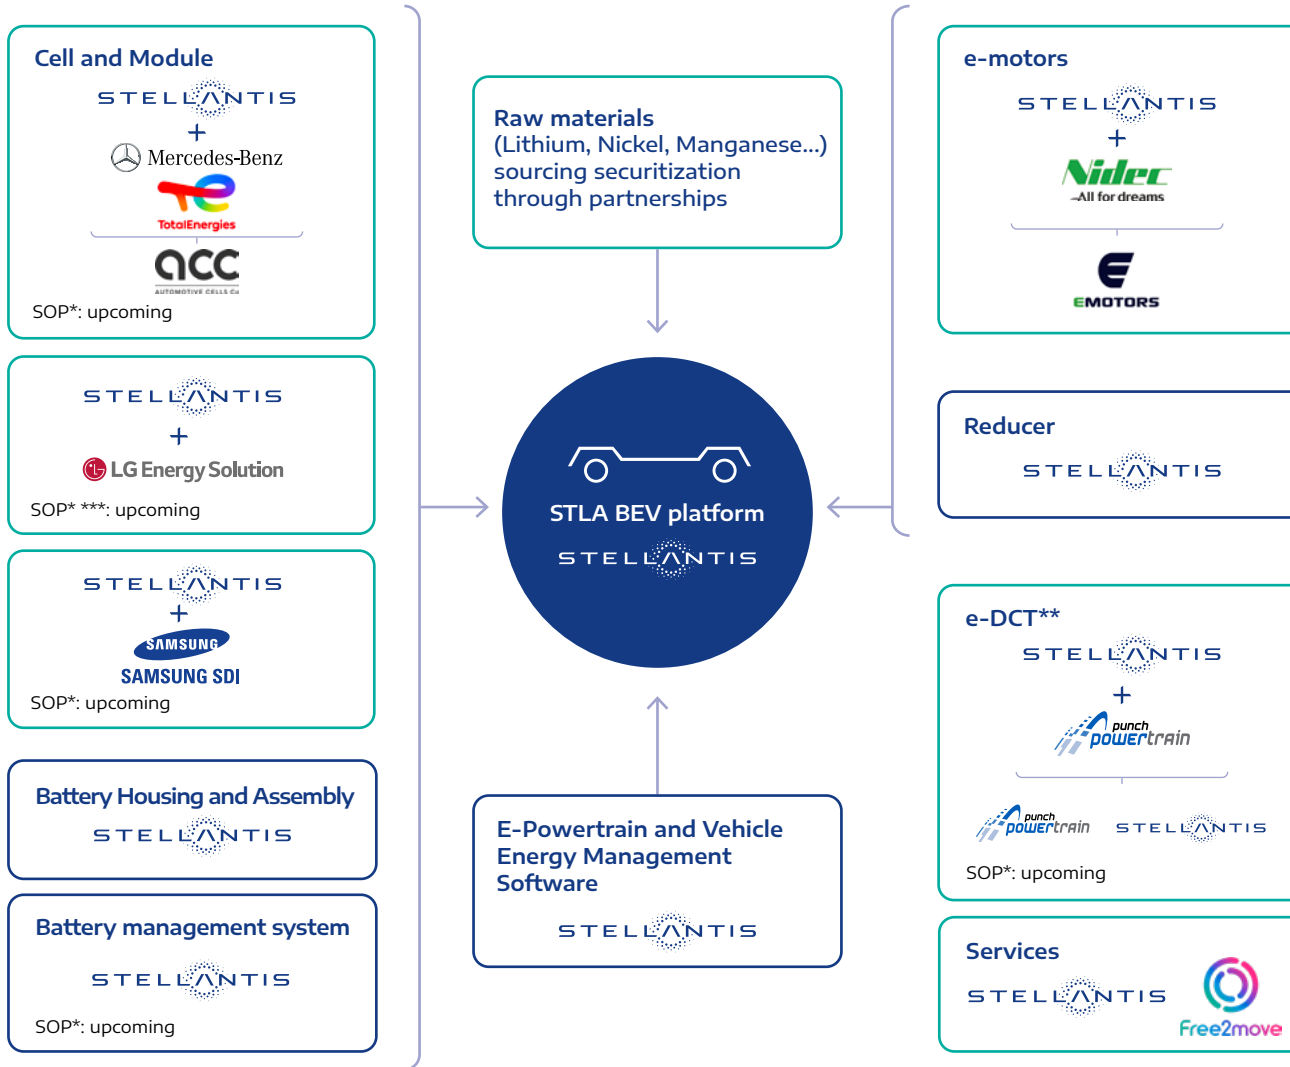 Cell and Module
STELLANTIS
+
Mercedes-Benz
TotalEnergies
acc
AUTOMOTIVE CELLS Co
SOP*: upcoming
STELLANTIS
+
LG Energy Solution
SOP* ***: upcoming
STELLANTIS
+
SAMSUNG
SAMSUNG SDI
SOP*: upcoming
Battery Housing and Assembly
STELLANTIS
Battery management system
STELLANTIS
SOP*: upcoming
Raw materials
(Lithium, Nickel, Manganese...)
sourcing securitization
through partnerships
STLA BEV platform
STELLANTIS
E-Powertrain and Vehicle
Energy Management
Software
STELLANTIS
e-motors
STELLANTIS
+
Nidec
All for dreams
EMOTORS
Reducer
STELLANTIS
e-DCT**
STELLANTIS
+
punch
powertrain
punch
powertrain
STELLANTIS
SOP*: upcoming
Services
STELLANTIS
Free2move